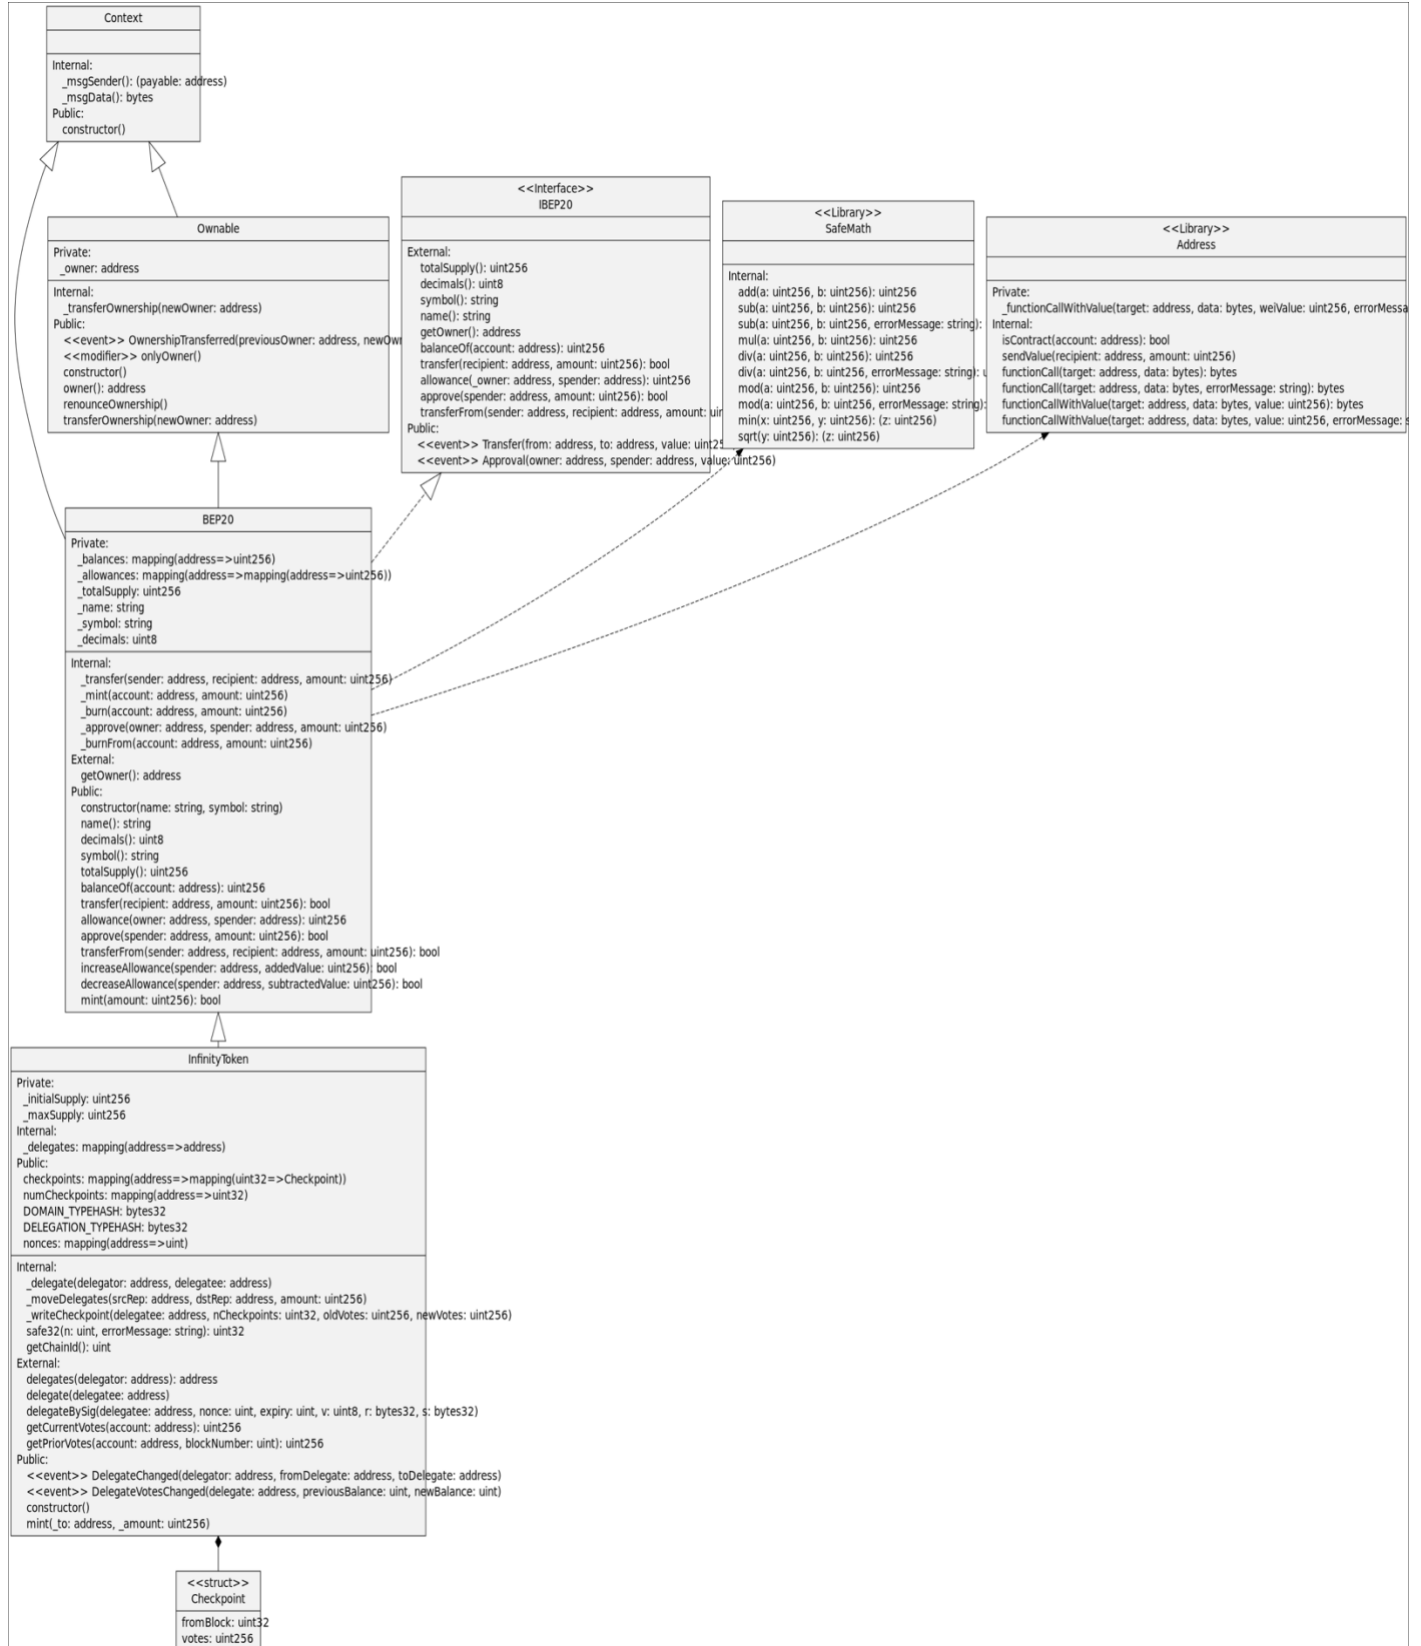 Context
Internal:
_msgSender(): (payable: address)
_msgData(): bytes
Public:
constructor()
Ownable
Private:
_owner: address
Internal:
_transferOwnership(newOwner: address)
Public:
<<event>> OwnershipTransferred(previousOwner: address, newOwn
<<modifier>> onlyOwner()
constructor()
owner(): address
renounceOwnership()
transferOwnership(newOwner: address)
<<Interface>>
IBEP20
External:
totalSupply(): uint256
decimals(): uint8
symbol(): string
name(): string
getOwner(): address
balanceOf(account: address): uint256
transfer(recipient: address, amount: uint256): bool
allowance(_owner: address, spender: address): uint256
approve(spender: address, amount: uint256): bool
transferFrom(sender: address, recipient: address, amount: uin
Public:
<<event>> Transfer(from: address, to: address, value: uint25
<<event>> Approval(owner: address, spender: address, value: uint256)
<<Library>>
SafeMath
Internal:
add(a: uint256, b: uint256): uint256
sub(a: uint256, b: uint256): uint256
sub(a: uint256, b: uint256, errorMessage: string):
mul(a: uint256, b: uint256): uint256
div(a: uint256, b: uint256): uint256
div(a: uint256, b: uint256, errorMessage: string): u
mod(a: uint256, b: uint256): uint256
mod(a: uint256, b: uint256, errorMessage: string):
min(x: uint256, y: uint256): (z: uint256)
sqrt(y: uint256): (z: uint256)
<<Library>>
Address
Private:
_functionCallWithValue(target: address, data: bytes, weiValue: uint256, errorMessa
Internal:
isContract(account: address): bool
sendValue(recipient: address, amount: uint256)
functionCall(target: address, data: bytes): bytes
functionCall(target: address, data: bytes, errorMessage: string): bytes
functionCallWithValue(target: address, data: bytes, value: uint256): bytes
functionCallWithValue(target: address, data: bytes, value: uint256, errorMessage: s
BEP20
Private:
_balances: mapping(address=>uint256)
_allowances: mapping(address=>mapping(address=>uint256))
_totalSupply: uint256
_name: string
_symbol: string
_decimals: uint8
Internal:
_transfer(sender: address, recipient: address, amount: uint256)
_mint(account: address, amount: uint256)
_burn(account: address, amount: uint256)
_approve(owner: address, spender: address, amount: uint256)
_burnFrom(account: address, amount: uint256)
External:
getOwner(): address
Public:
constructor(name: string, symbol: string)
name(): string
decimals(): uint8
symbol(): string
totalSupply(): uint256
balanceOf(account: address): uint256
transfer(recipient: address, amount: uint256): bool
allowance(owner: address, spender: address): uint256
approve(spender: address, amount: uint256): bool
transferFrom(sender: address, recipient: address, amount: uint256): bool
increaseAllowance(spender: address, addedValue: uint256): bool
decreaseAllowance(spender: address, subtractedValue: uint256): bool
mint(amount: uint256): bool
InfinityToken
Private:
_initialSupply: uint256
_maxSupply: uint256
Internal:
_delegates: mapping(address=>address)
Public:
checkpoints: mapping(address=>mapping(uint32=>Checkpoint))
numCheckpoints: mapping(address=>uint32)
DOMAIN_TYPEHASH: bytes32
DELEGATION_TYPEHASH: bytes32
nonces: mapping(address=>uint)
Internal:
_delegate(delegator: address, delegatee: address)
_moveDelegates(srcRep: address, dstRep: address, amount: uint256)
_writeCheckpoint(delegatee: address, nCheckpoints: uint32, oldVotes: uint256, newVotes: uint256)
safe32(n: uint, errorMessage: string): uint32
getChainId(): uint
External:
delegates(delegator: address): address
delegate(delegatee: address)
delegateBySig(delegatee: address, nonce: uint, expiry: uint, v: uint8, r: bytes32, s: bytes32)
getCurrentVotes(account: address): uint256
getPriorVotes(account: address, blockNumber: uint): uint256
Public:
<<event>> DelegateChanged(delegator: address, fromDelegate: address, toDelegate: address)
<<event>> DelegateVotesChanged(delegate: address, previousBalance: uint, newBalance: uint)
constructor()
mint(_to: address, _amount: uint256)
<<struct>>
Checkpoint
fromBlock: uint32
votes: uint256